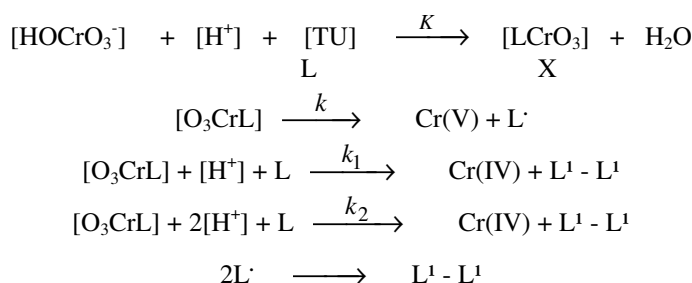 [HOCrO₃⁻] + [H⁺] + [TU] K ⟶ [LCrO₃] + H₂O
L X
[O₃CrL] k ⟶ Cr(V) + L˙
[O₃CrL] + [H⁺] + L k₁ ⟶ Cr(IV) + L¹ - L¹
[O₃CrL] + 2[H⁺] + L k₂ ⟶ Cr(IV) + L¹ - L¹
2L˙ ⟶ L¹ - L¹